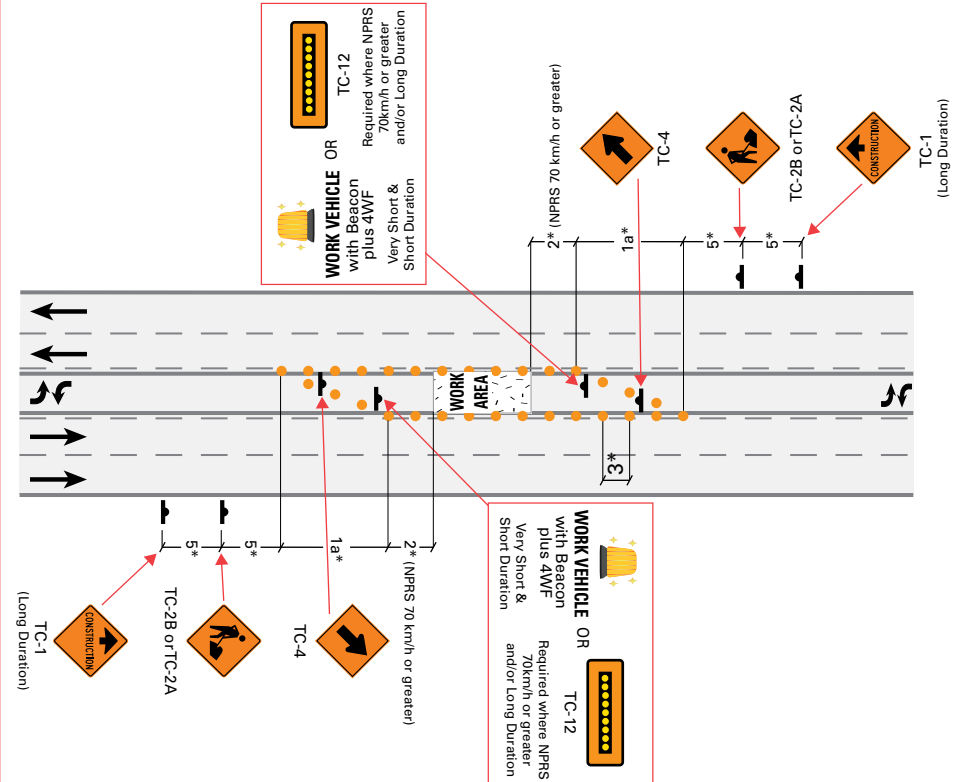 TC-12
Required where NPRS
70km/h or greater
and/or Long Duration
OR
WORK VEHICLE
with Beacon
plus 4WF
Very Short &
Short Duration
2* (NPRS 70 km/h or greater)
1a*
5*
5*
TC-4
TC-2B or TC-2A
CONSTRUCTION
TC-1
(Long Duration)
WORK
AREA
3*
5*
5*
1a*
2* (NPRS 70 km/h or greater)
CONSTRUCTION
TC-1
(Long Duration)
TC-2B or TC-2A
TC-4
WORK VEHICLE
with Beacon
plus 4WF
Very Short &
Short Duration
OR
TC-12
Required where NPRS
70km/h or greater
and/or Long Duration